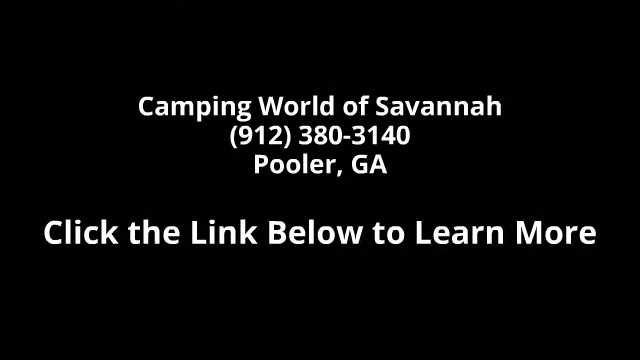 Camping World of Savannah
(912) 380-3140
Pooler, GA
Click the Link Below to Learn More